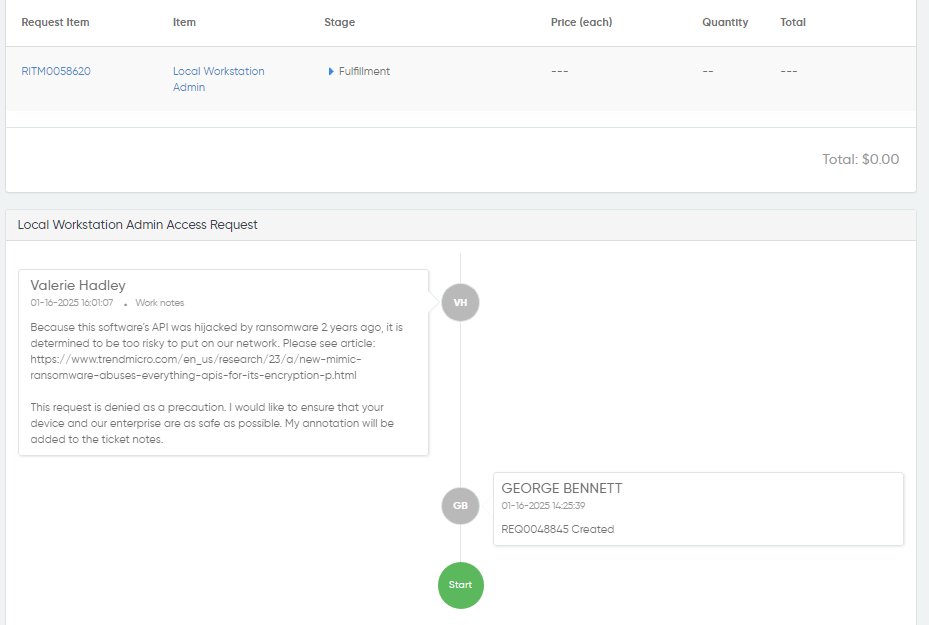 Request Item Item Stage Price (each) Quantity Total
RITM0058620 Local Workstation Fulfillment --- -- ---
Admin
Total: $0.00
Local Workstation Admin Access Request
Valerie Hadley
01-16-2025 16:01:07 • Work notes
VH
Because this software's API was hijacked by ransomware 2 years ago, it is
determined to be too risky to put on our network. Please see article:
https://www.trendmicro.com/en_us/research/23/a/new-mimic-
ransomware-abuses-everything-apis-for-its-encryption-p.html
This request is denied as a precaution. I would like to ensure that your
device and our enterprise are as safe as possible. My annotation will be
added to the ticket notes.
GEORGE BENNETT
GB
01-16-2025 14:25:39
REQ0048845 Created
Start